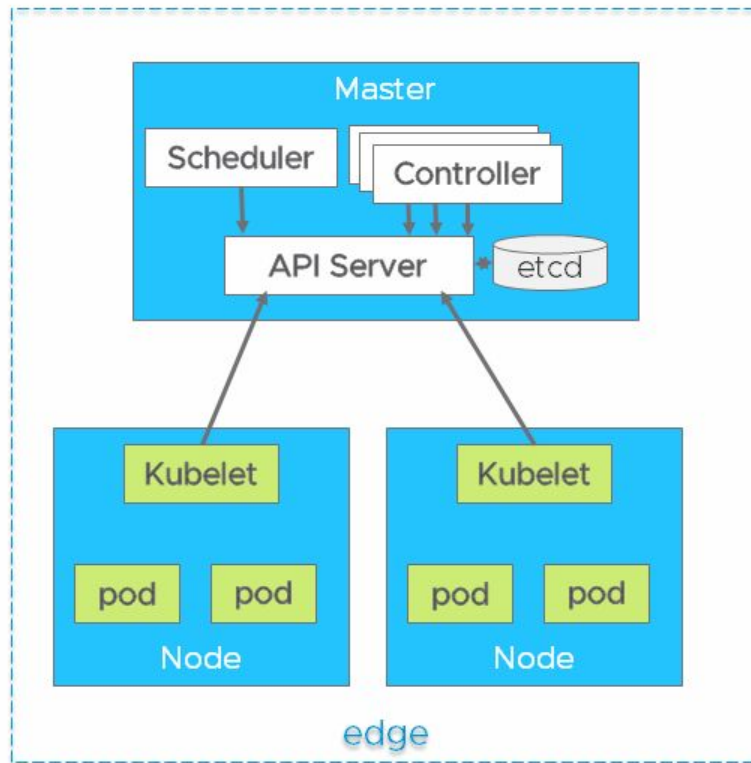 Master
Scheduler
Controller
API Server
etcd
Kubelet
Kubelet
pod
pod
pod
pod
Node
Node
edge